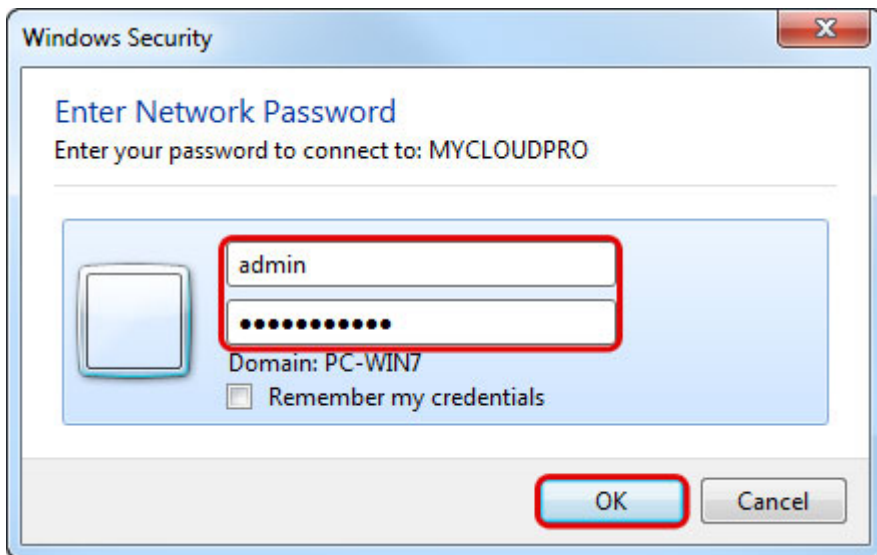 Windows Security
Enter Network Password
Enter your password to connect to: MYCLOUDPRO
admin
●●●●●●●●●●●
Domain: PC-WIN7
Remember my credentials
OK
Cancel